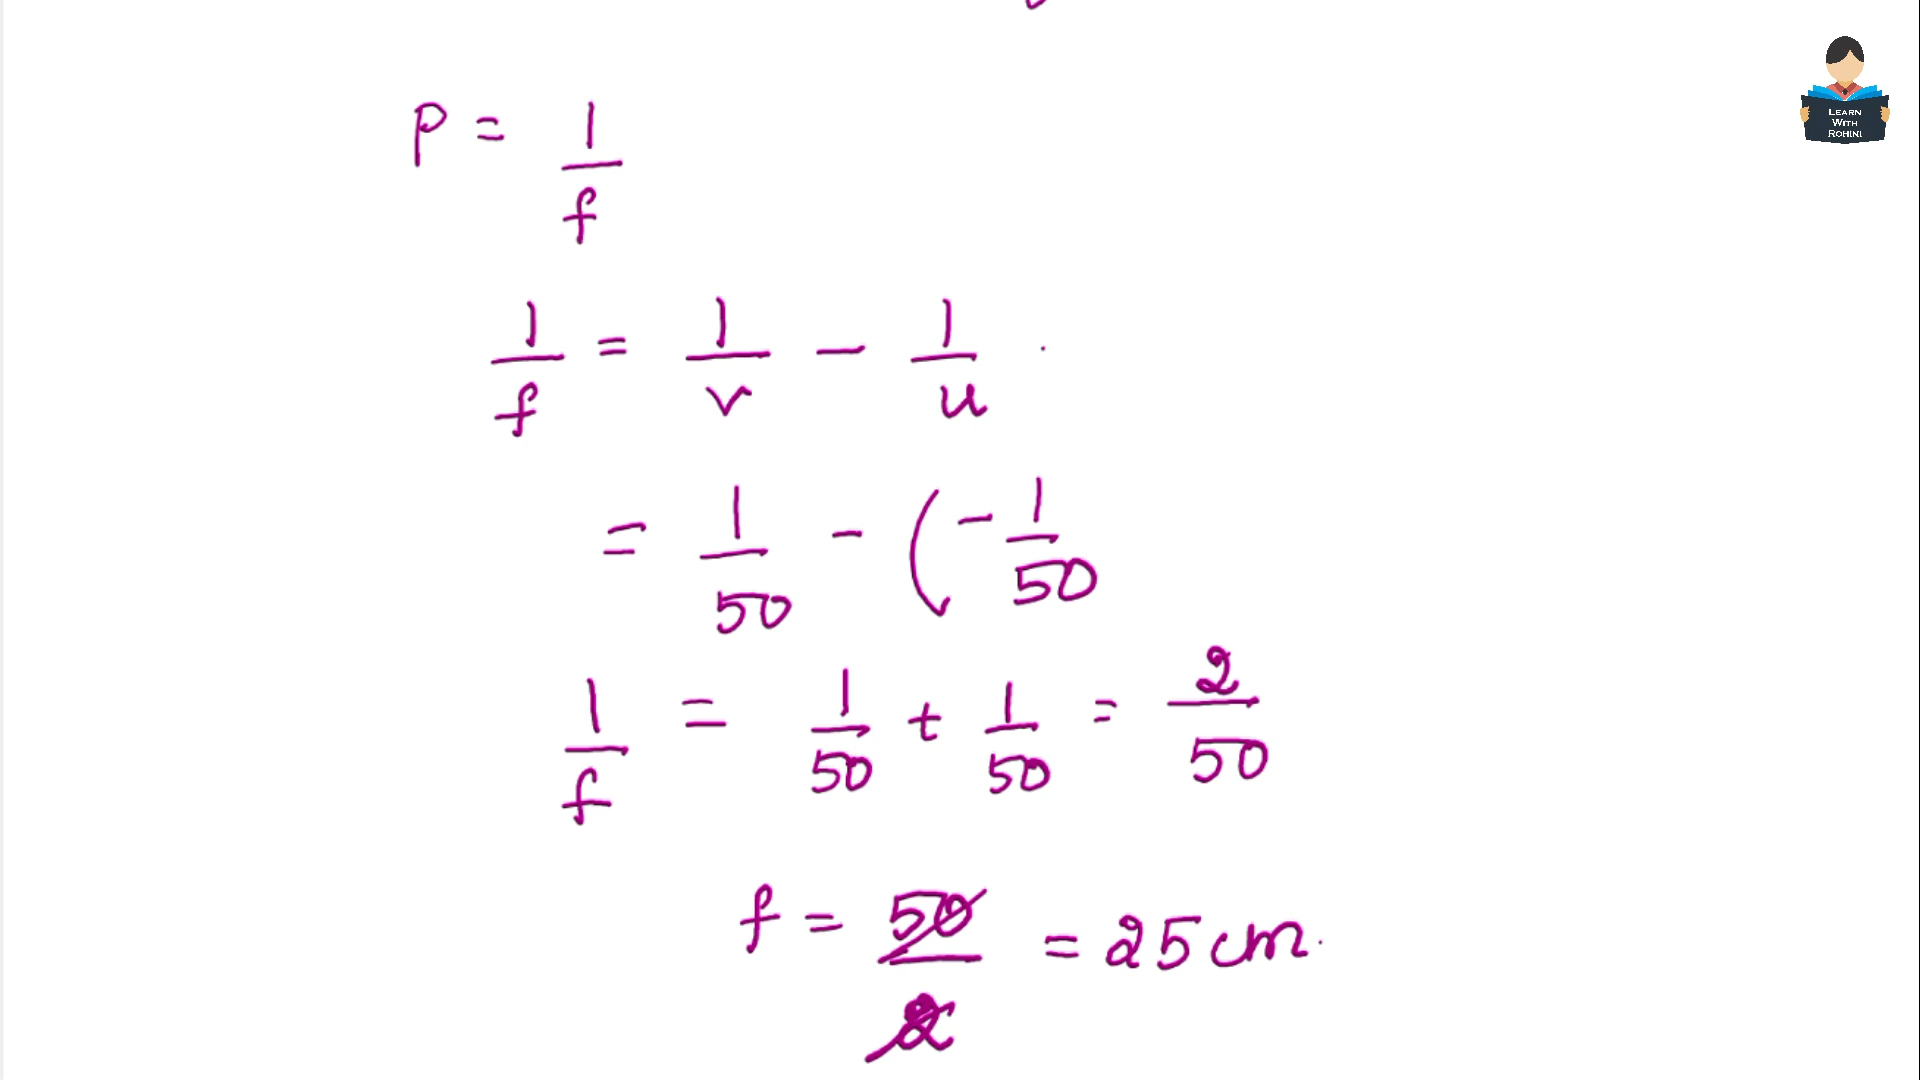 P = 1/f
1/f = 1/v - 1/u .
= 1/50 - (-1/50
1/f = 1/50 + 1/50 = 2/50
f = 50/2 = 25 cm.
LEARN
WITH
ROHINI